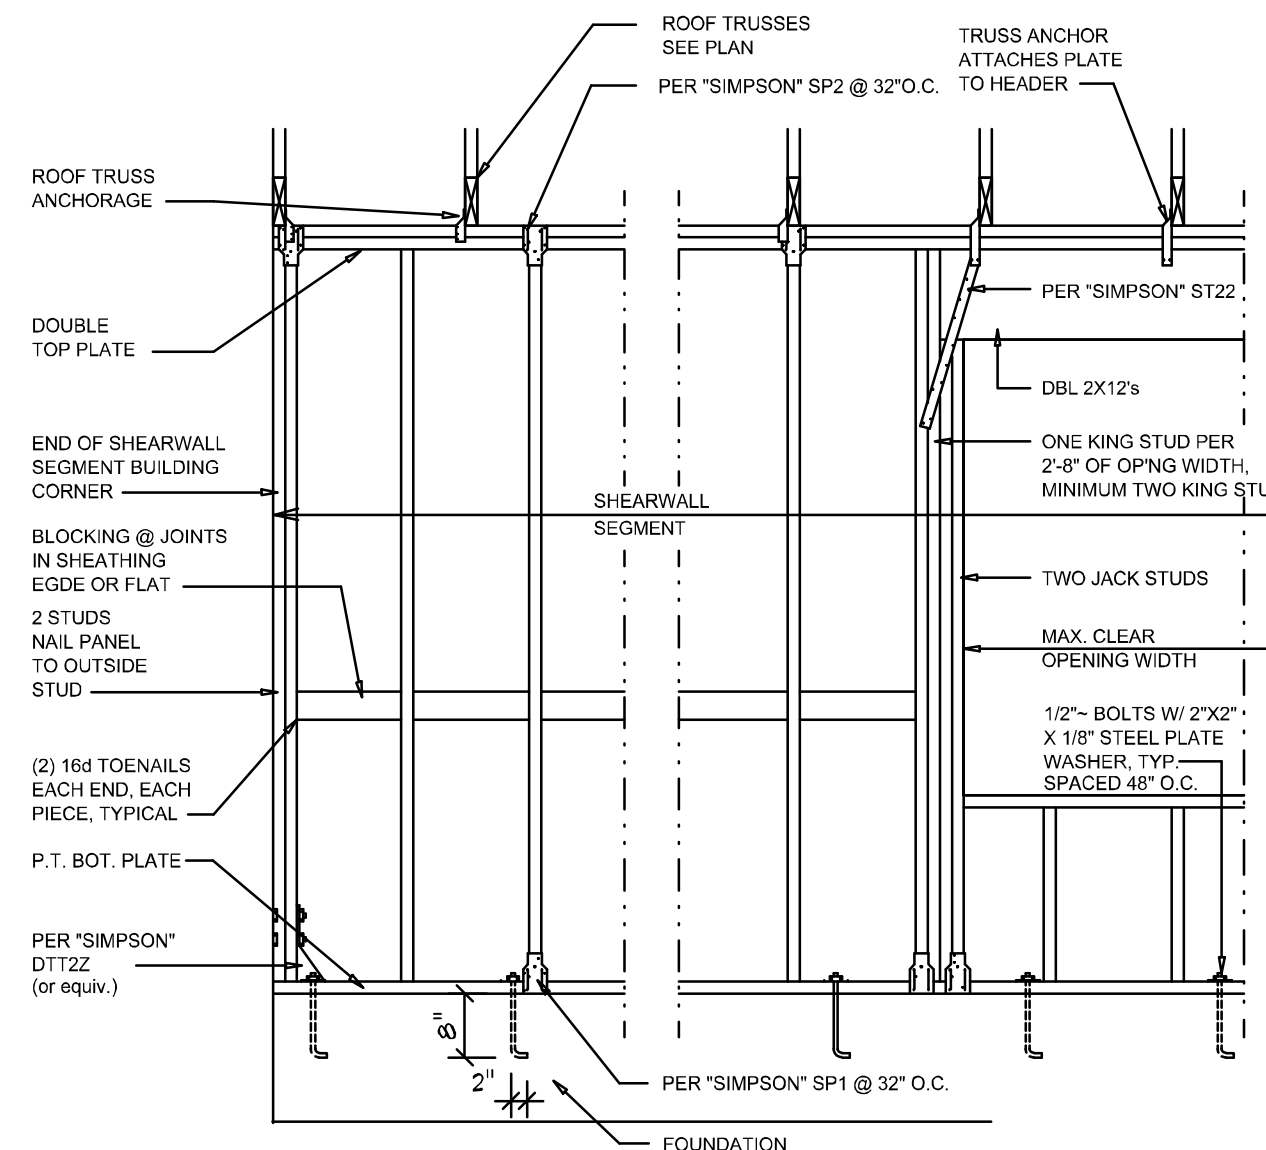 ROOF TRUSSES
SEE PLAN
PER "SIMPSON" SP2 @ 32"O.C.
TRUSS ANCHOR
ATTACHES PLATE
TO HEADER
ROOF TRUSS
ANCHORAGE
DOUBLE
TOP PLATE
END OF SHEARWALL
SEGMENT BUILDING
CORNER
BLOCKING @ JOINTS
IN SHEATHING
EGDE OR FLAT
2 STUDS
NAIL PANEL
TO OUTSIDE
STUD
(2) 16d TOENAILS
EACH END, EACH
PIECE, TYPICAL
P.T. BOT. PLATE
PER "SIMPSON"
DTT2Z
(or equiv.)
SHEARWALL
SEGMENT
PER "SIMPSON" ST22
DBL 2X12's
ONE KING STUD PER
2'-8" OF OP'NG WIDTH,
MINIMUM TWO KING STU
TWO JACK STUDS
MAX. CLEAR
OPENING WIDTH
1/2"~ BOLTS W/ 2"X2"
X 1/8" STEEL PLATE
WASHER, TYP.
SPACED 48" O.C.
8"
2"
PER "SIMPSON" SP1 @ 32" O.C.
FOUNDATION